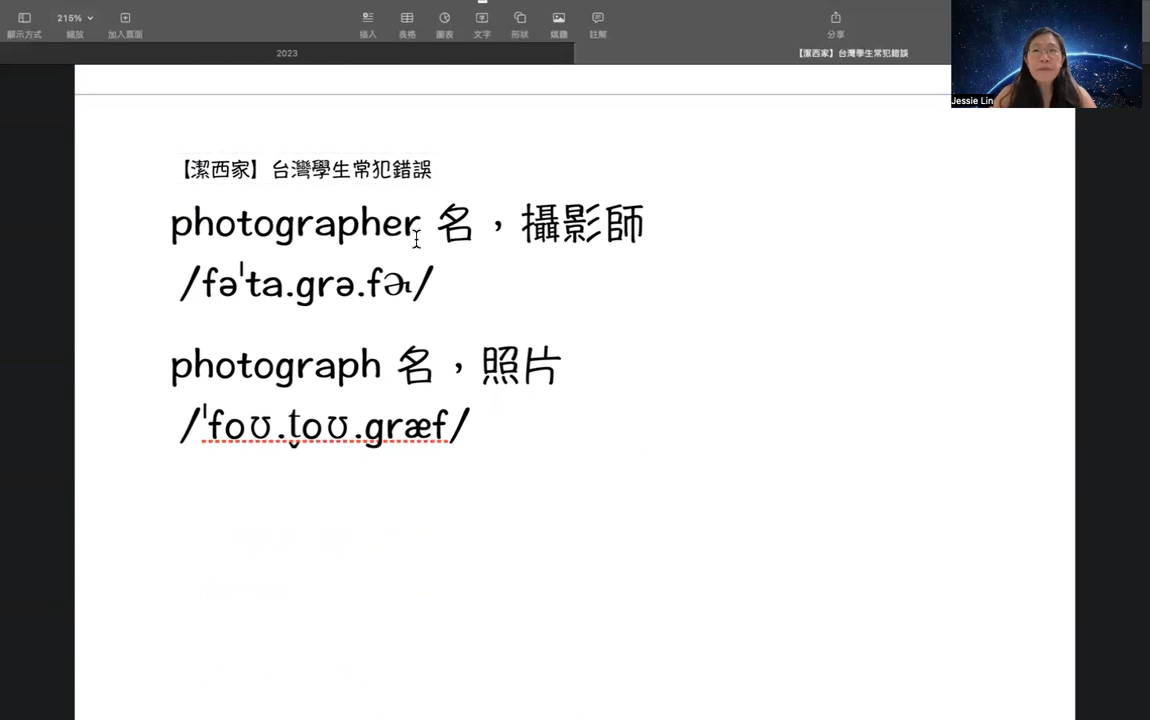 215%
顯示方式
縮放
加入頁面
插入
表格
圖表
文字
形狀
媒體
註解
分享
2023
【潔西家】台灣學生常犯錯誤
Jessie Lin
【潔西家】台灣學生常犯錯誤
photographer 名，攝影師
/fəˈta.grə.fɚ/
photograph 名，照片
/ˈfoʊ.t̬oʊ.græf/